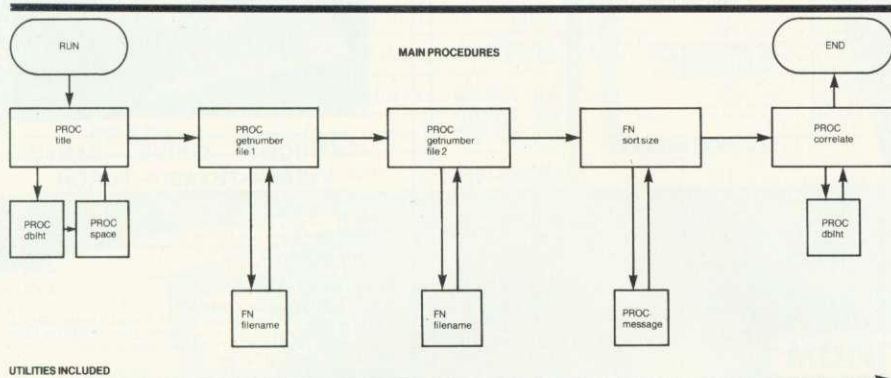 RUN
MAIN PROCEDURES
END
PROC
title
PROC
getnumber
file 1
PROC
getnumber
file 2
FN
sort size
PROC
correlate
PROC
dblht
PROC
space
PROC
dblht
FN
filename
FN
filename
PROC
message
UTILITIES INCLUDED